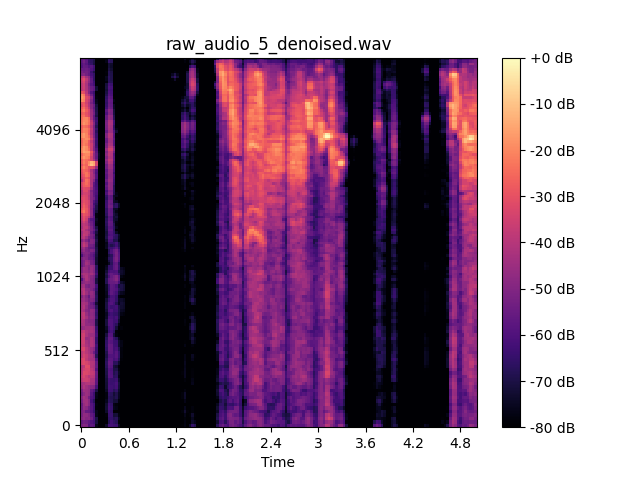 raw_audio_5_denoised.wav
Hz
4096
2048
1024
512
0
0 0.6 1.2 1.8 2.4 3 3.6 4.2 4.8
Time
+0 dB
-10 dB
-20 dB
-30 dB
-40 dB
-50 dB
-60 dB
-70 dB
-80 dB